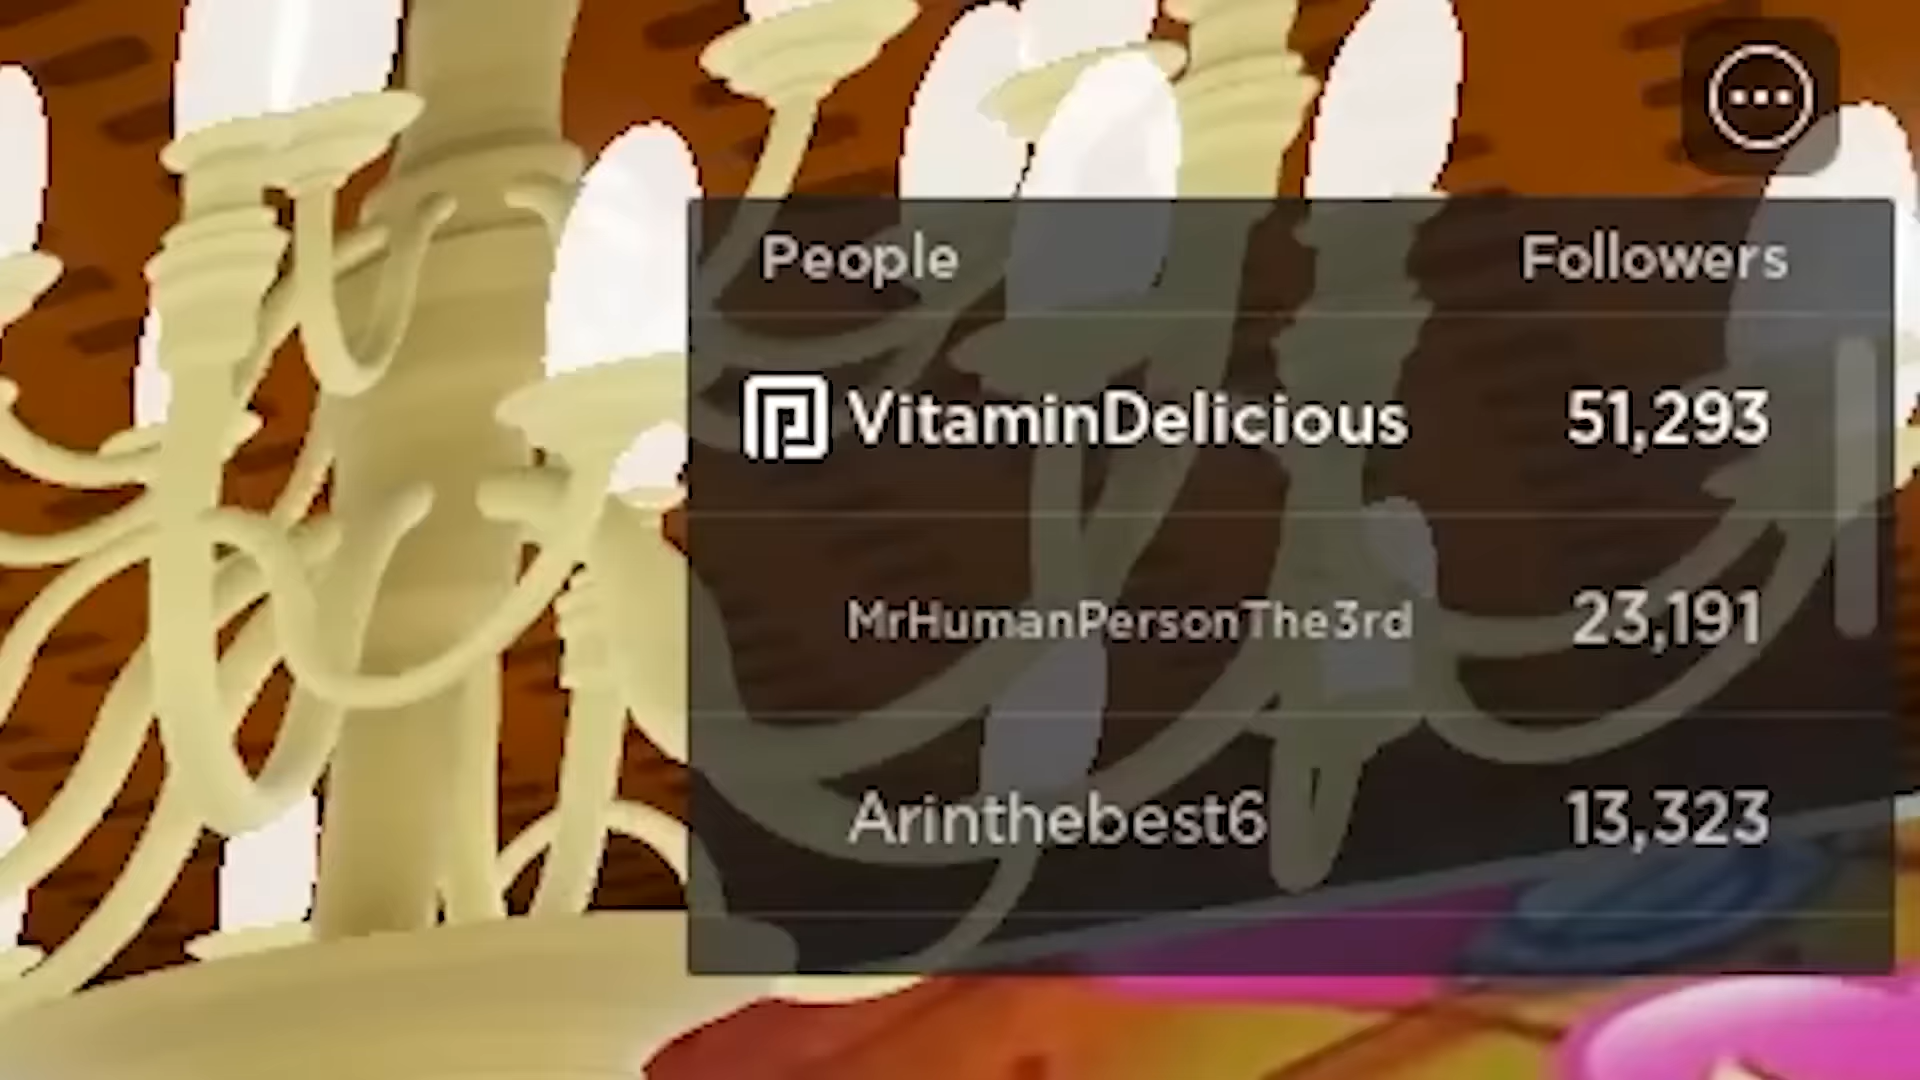 People Followers
VitaminDelicious 51,293
MrHumanPersonThe3rd 23,191
Arinthebest6 13,323